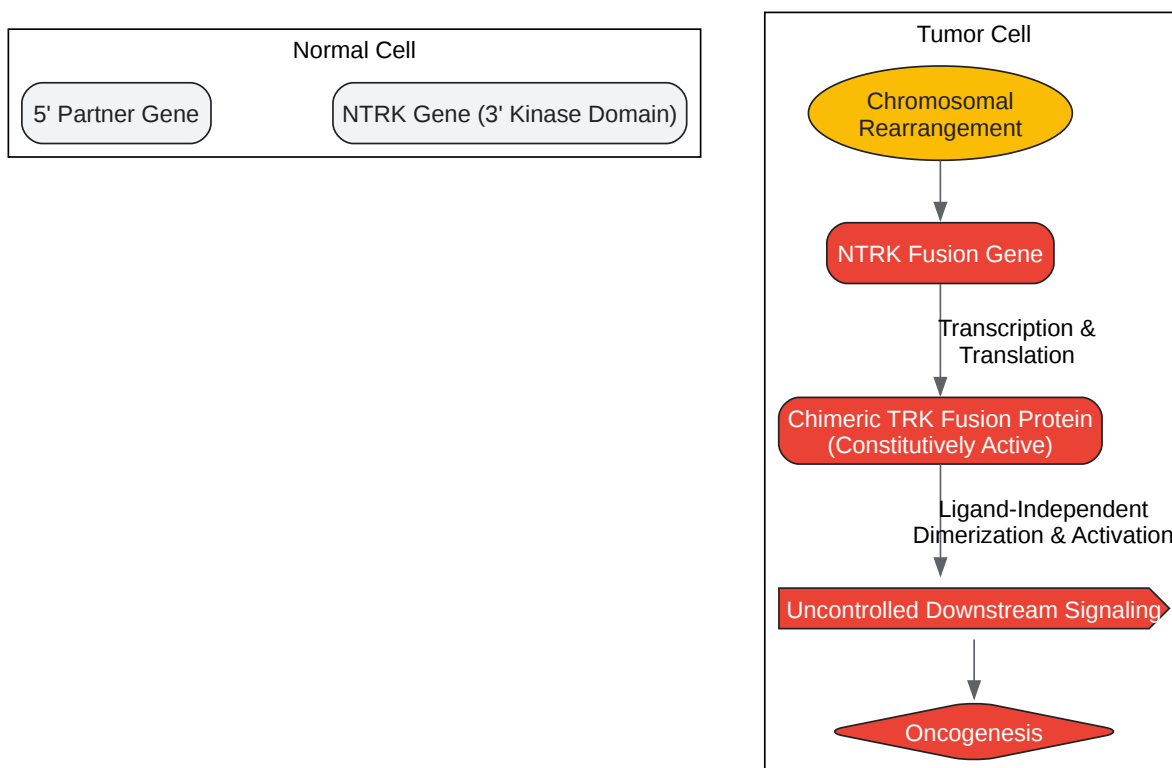 Normal Cell
5' Partner Gene
NTRK Gene (3' Kinase Domain)
Tumor Cell
Chromosomal
Rearrangement
NTRK Fusion Gene
Transcription &
Translation
Chimeric TRK Fusion Protein
(Constitutively Active)
Ligand-Independent
Dimerization & Activation
Uncontrolled Downstream Signaling
Oncogenesis